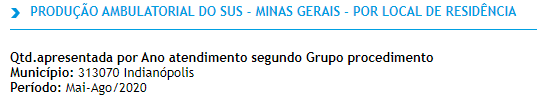 PRODUÇÃO AMBULATORIAL DO SUS - MINAS GERAIS - POR LOCAL DE RESIDÊNCIA
Qtd.apresentada por Ano atendimento segundo Grupo procedimento
Município: 313070 Indianópolis
Período: Mai-Ago/2020